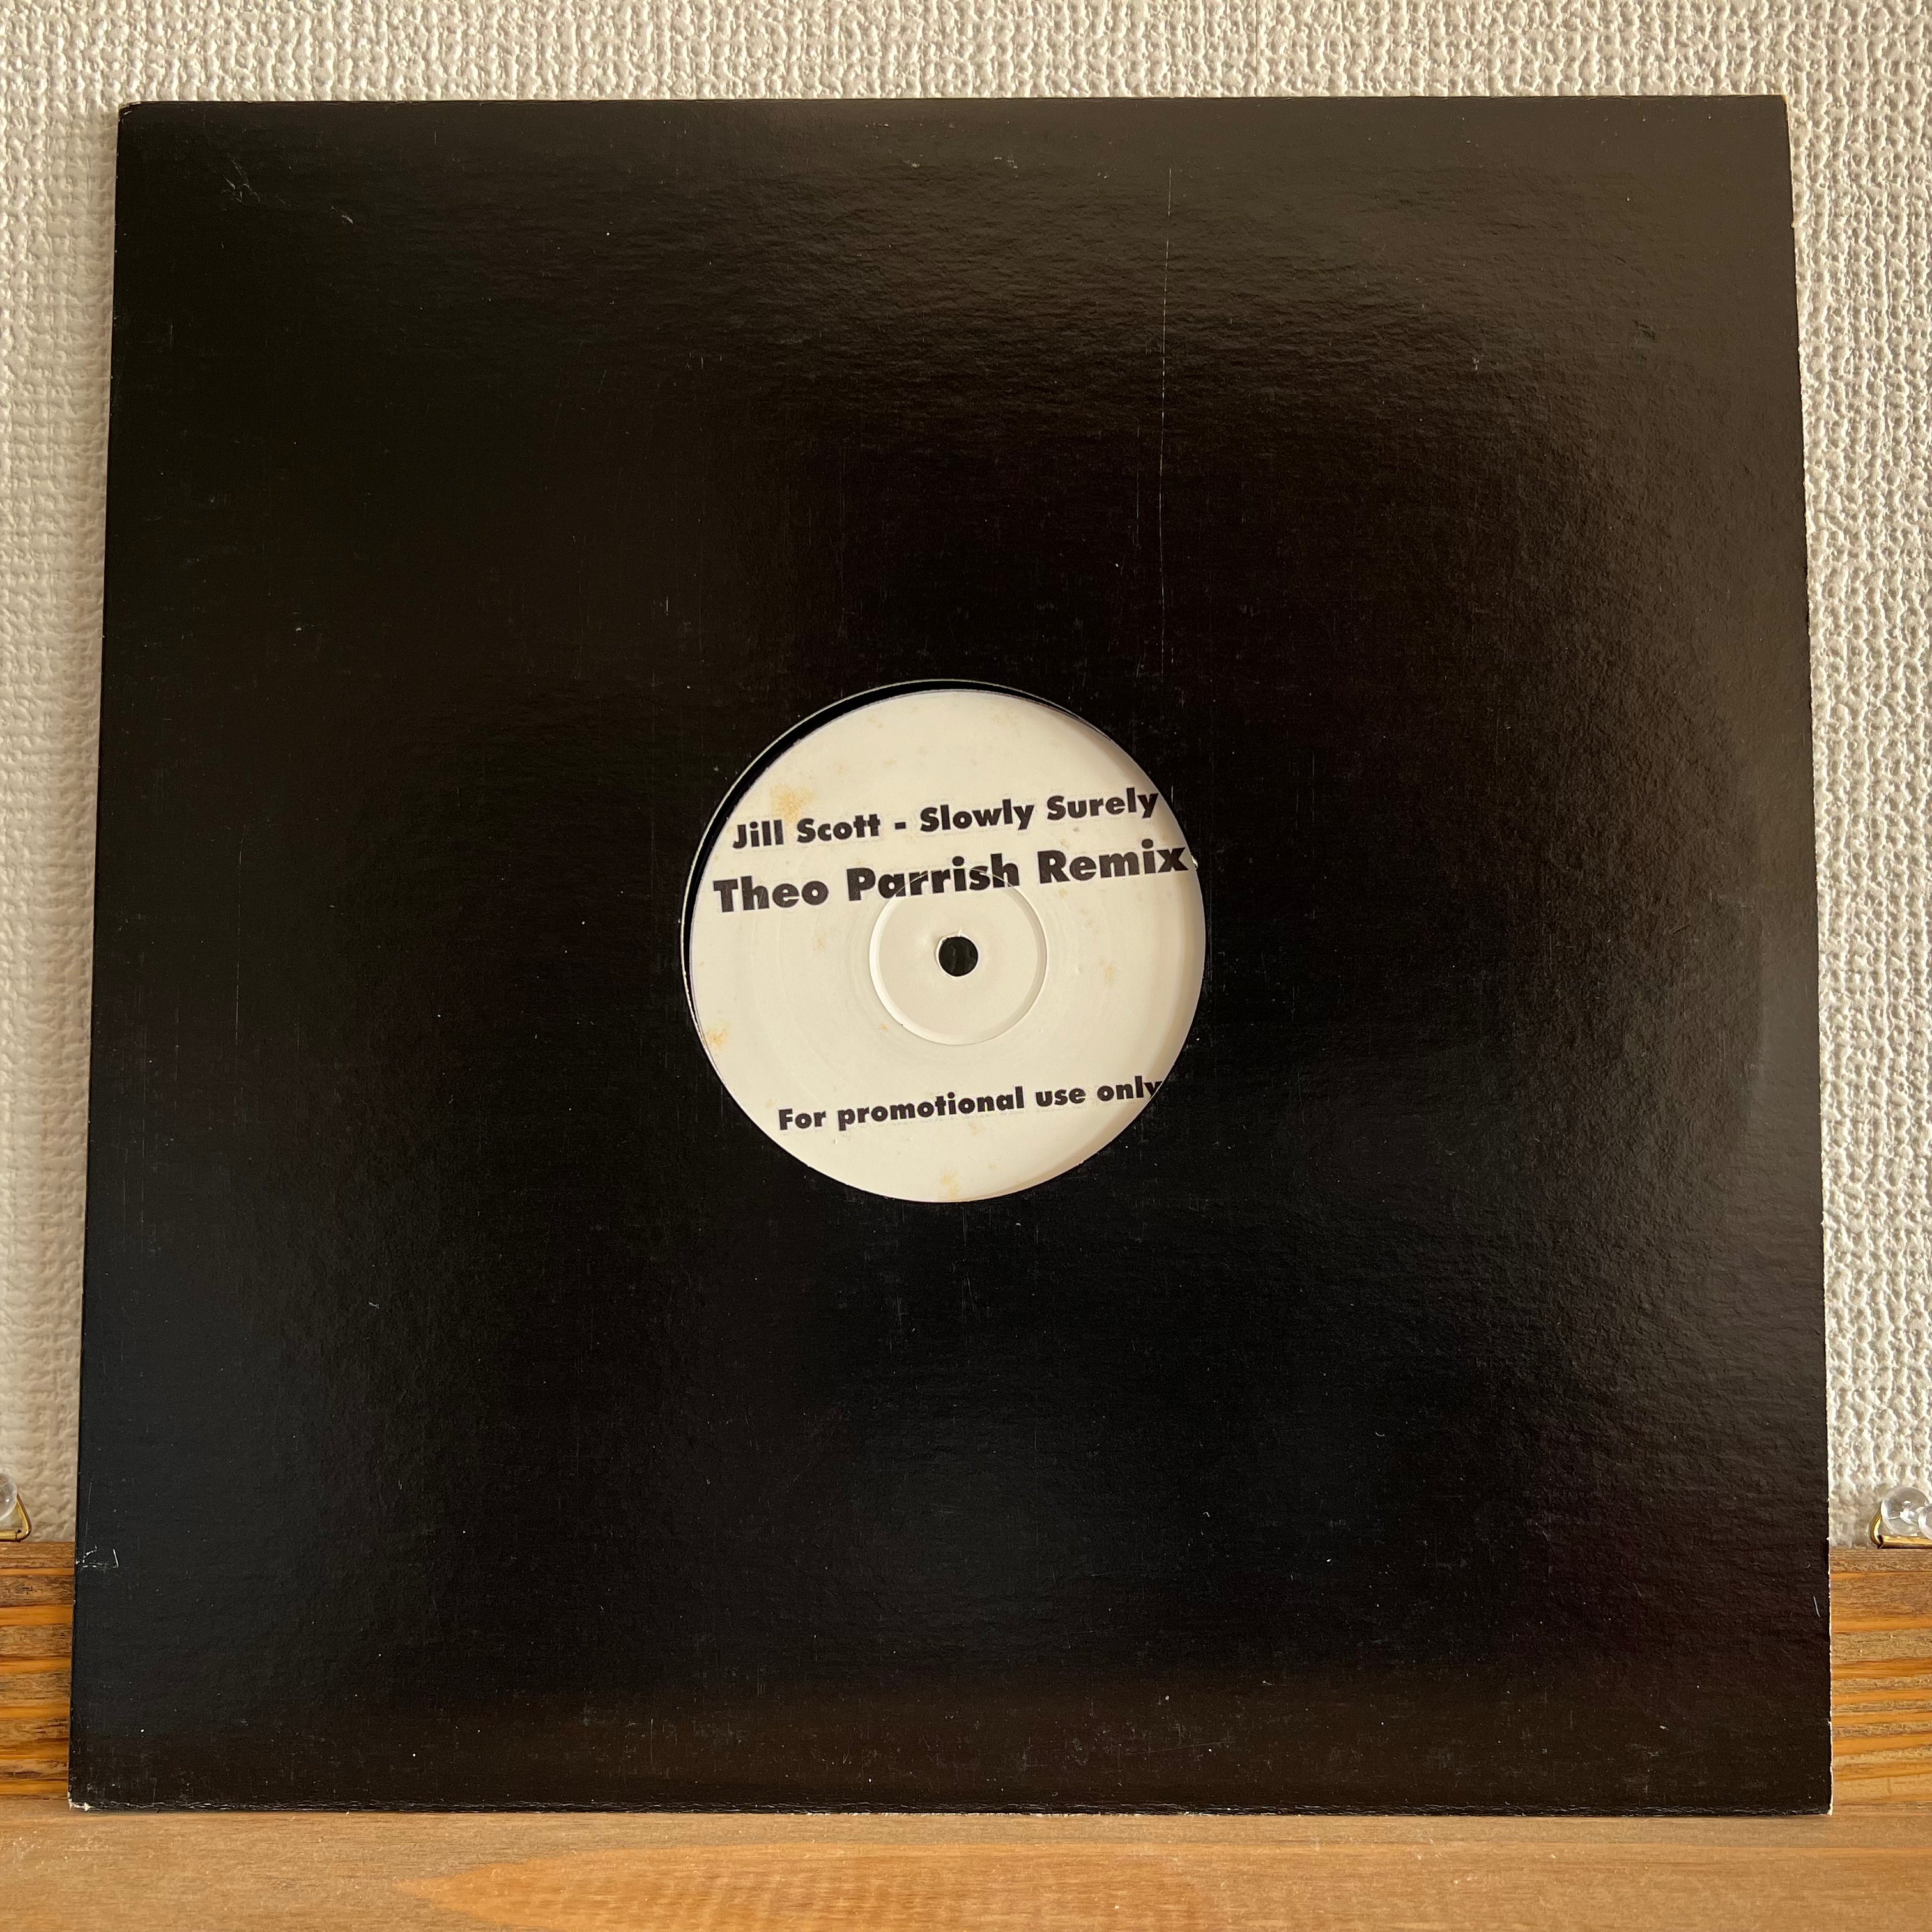 Jill Scott - Slowly Surely
Theo Parrish Remix
For promotional use only